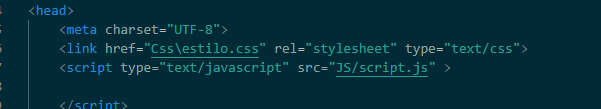 <head>
<meta charset="UTF-8">
<link href="Css\estilo.css" rel="stylesheet" type="text/css">
<script type="text/javascript" src="JS/script.js" >
</script>